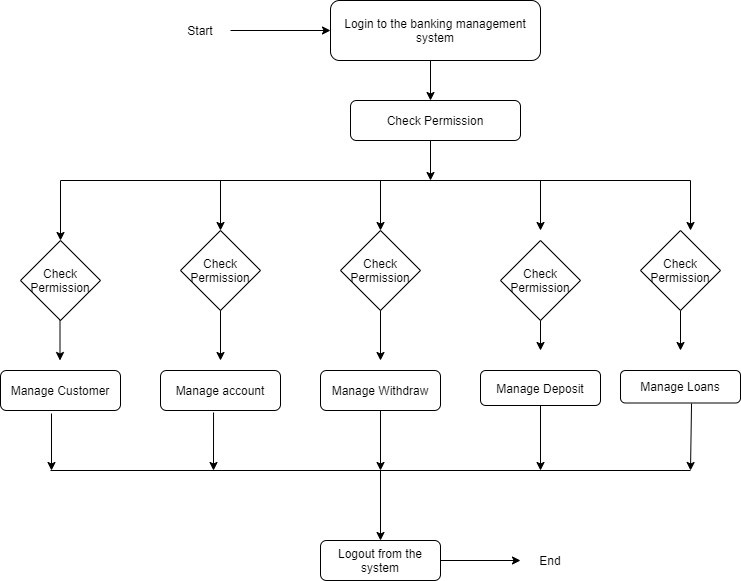 Start
Login to the banking management
system
Check Permission
Check
Permission
Check
Permission
Check
Permission
Check
Permission
Check
Permission
Manage Customer
Manage account
Manage Withdraw
Manage Deposit
Manage Loans
Logout from the
system
End